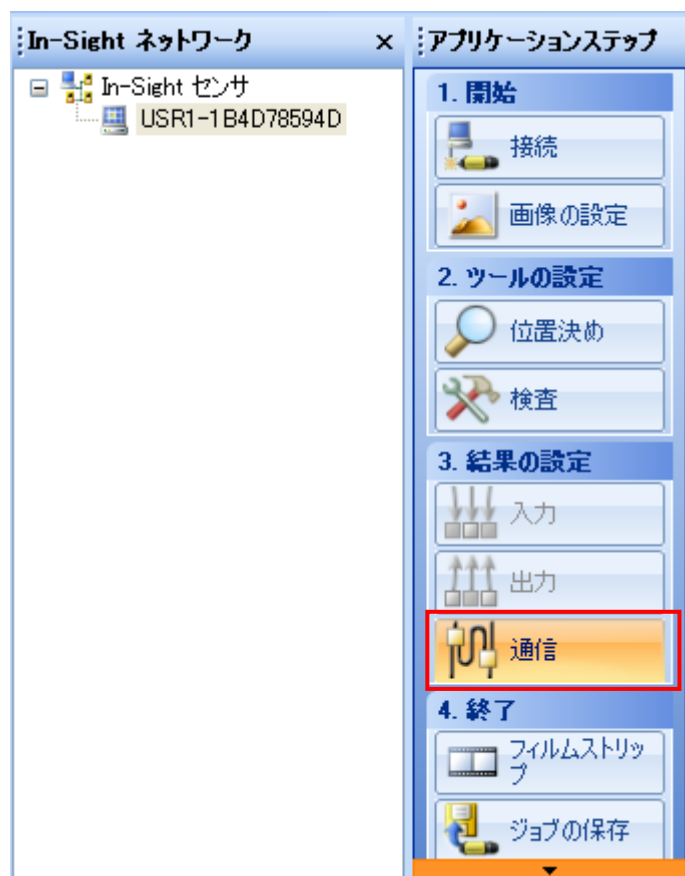 In-Sight ネットワーク
In-Sight センサ
USR1-1B4D78594D
アプリケーションステップ
1. 開始
接続
画像の設定
2. ツールの設定
位置決め
検査
3. 結果の設定
入力
出力
通信
4. 終了
フィルムストリッ
プ
ジョブの保存